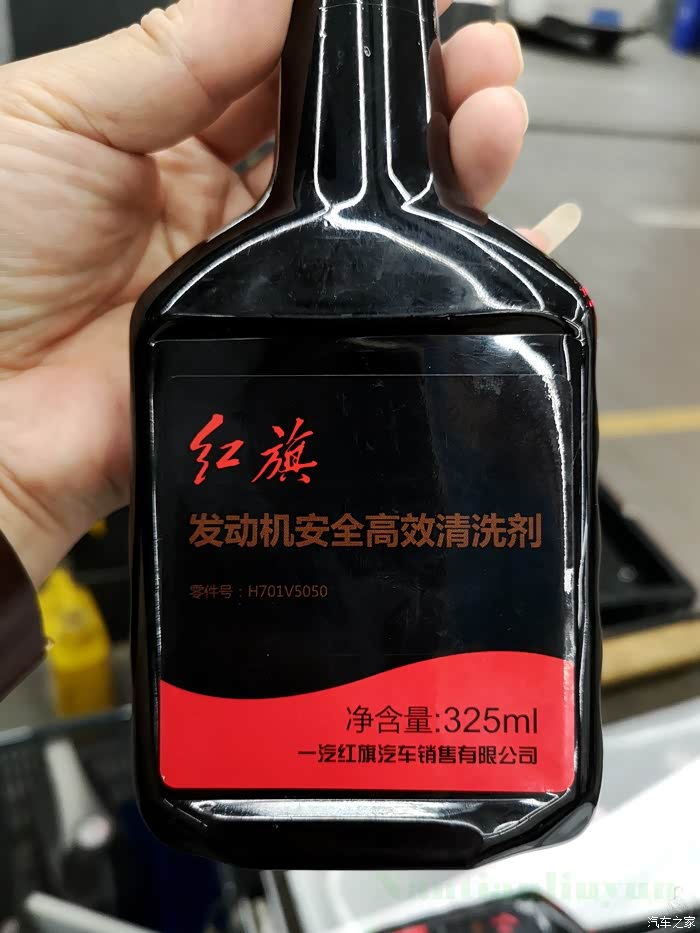 红旗
发动机安全高效清洗剂
零件号：H701V5050
净含量:325ml
一汽红旗汽车销售有限公司
汽车之家